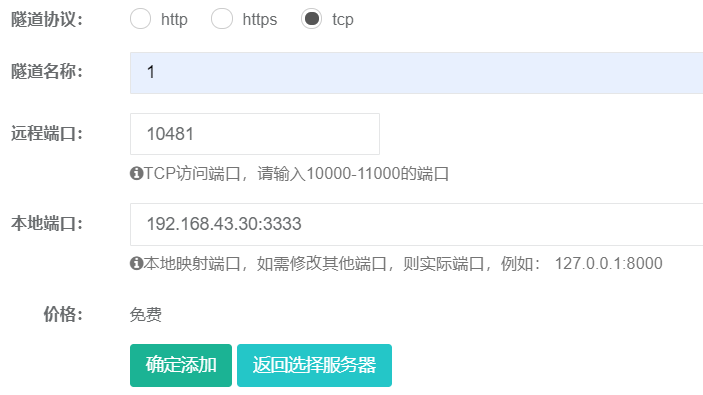 隧道协议： http https tcp
隧道名称： 1
远程端口： 10481
TCP访问端口，请输入10000-11000的端口
本地端口： 192.168.43.30:3333
本地映射端口，如需修改其他端口，则实际端口，例如： 127.0.0.1:8000
价格： 免费
确定添加 返回选择服务器